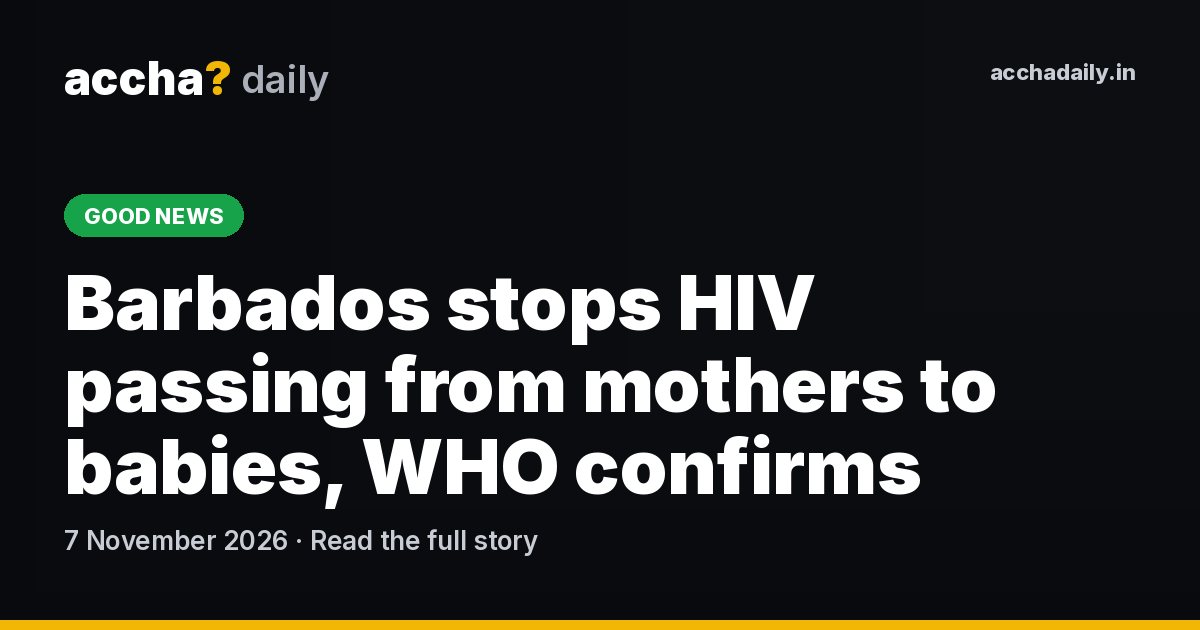 accha? daily
acchadaily.in
GOOD NEWS
Barbados stops HIV
passing from mothers to
babies, WHO confirms
7 November 2026 · Read the full story